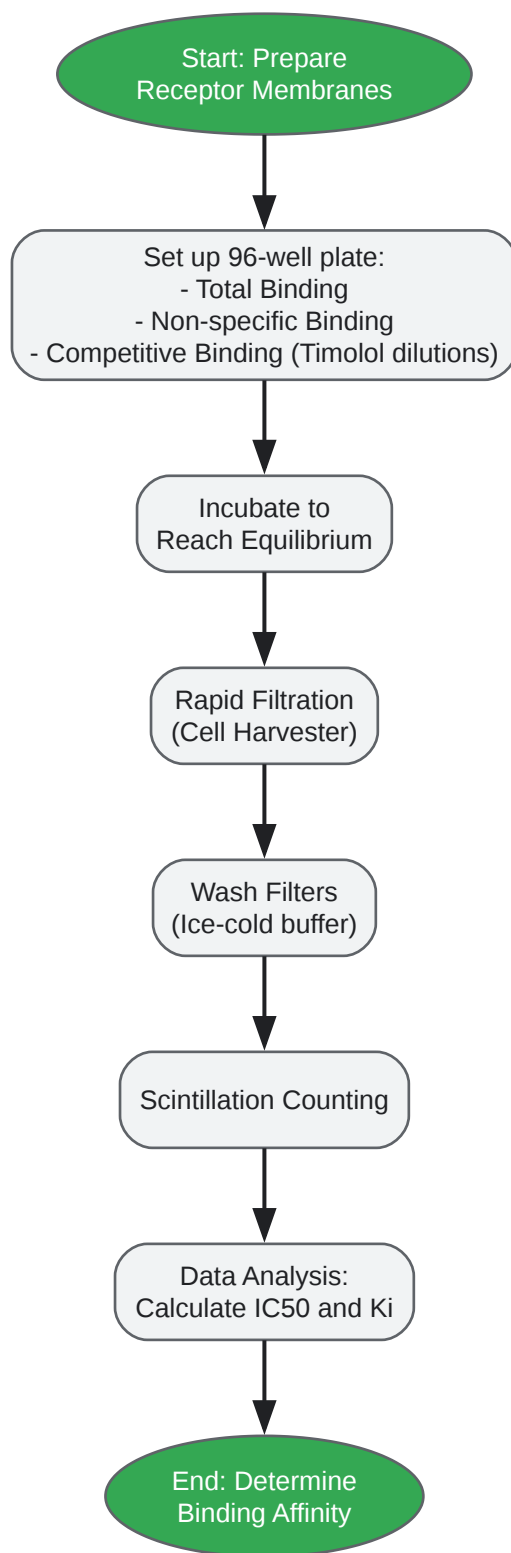 Start: Prepare
Receptor Membranes
Set up 96-well plate:
- Total Binding
- Non-specific Binding
- Competitive Binding (Timolol dilutions)
Incubate to
Reach Equilibrium
Rapid Filtration
(Cell Harvester)
Wash Filters
(Ice-cold buffer)
Scintillation Counting
Data Analysis:
Calculate IC50 and Ki
End: Determine
Binding Affinity